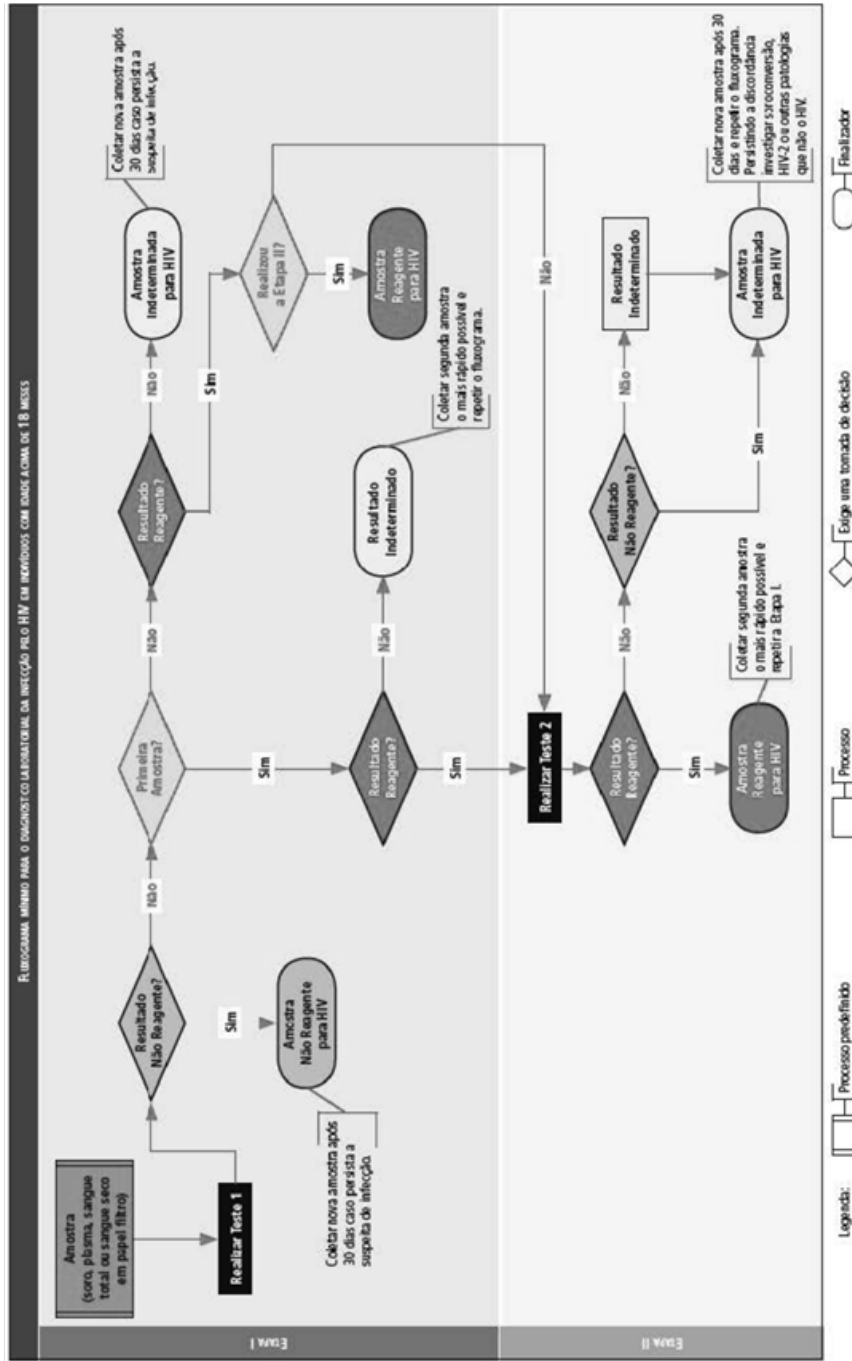 FLUXOGRAMA MÍNIMO PARA O DIAGNÓSTICO LABORATORIAL DA INFECÇÃO PELO HIV EM INDIVÍDUOS COM IDADE ACIMA DE 18 MESES
ETAPA I
Amostra
(soro, plasma, sangue
total ou sangue seco
em papel filtro)
Realizar Teste 1
Resultado
Não Reagente?
Sim
Amostra
Não Reagente
para HIV
Coletar nova amostra após
30 dias caso persista a
suspeita de infecção.
Não
Primeira
Amostra?
Não
Resultado
Reagente?
Não
Amostra
Indeterminada
para HIV
Coletar nova amostra após
30 dias caso persista a
suspeita de infecção.
Sim
Realizou
a Etapa II?
Sim
Amostra
Reagente
para HIV
Não
Sim
Resultado
Reagente?
Não
Resultado
Indeterminado
Coletar segunda amostra
o mais rápido possível e
repetir o fluxograma.
Sim
ETAPA II
Realizar Teste 2
Resultado
Reagente?
Sim
Amostra
Reagente
para HIV
Coletar segunda amostra
o mais rápido possível e
repetir a Etapa I.
Não
Resultado
Não Reagente?
Não
Resultado
Indeterminado
Sim
Amostra
Indeterminada
para HIV
Coletar nova amostra após 30
dias e repetir o fluxograma.
Persistindo a discordância
investigar soroconversão,
HIV-2 ou outras patologias
que não o HIV.
Legenda:
Processo predefinido
Processo
Exige uma tomada de decisão
Finalizador